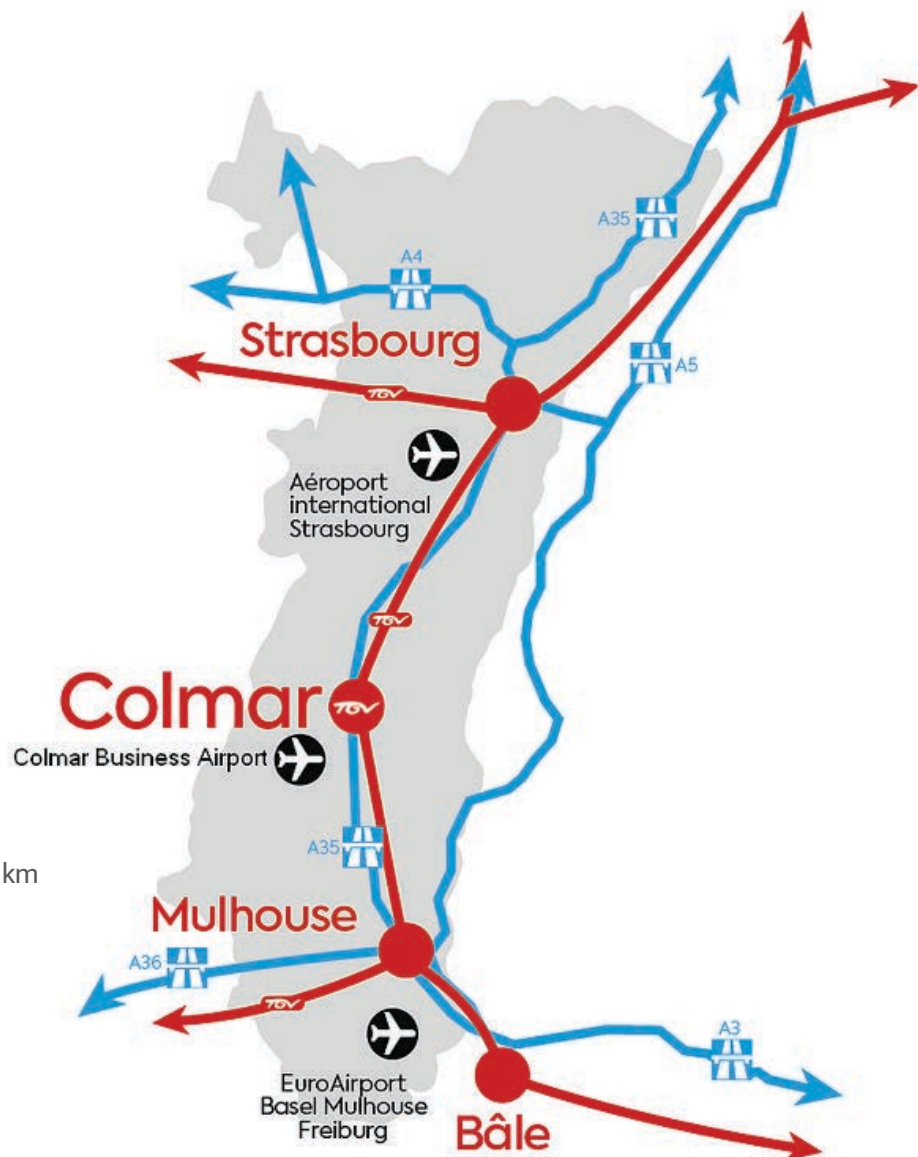 A35
A4
Strasbourg
A5
TGV
Aéroport
international
Strasbourg
TGV
Colmar
TGV
Colmar Business Airport
A35
km
Mulhouse
A36
TGV
A3
EuroAirport
Basel Mulhouse
Freiburg
Bâle